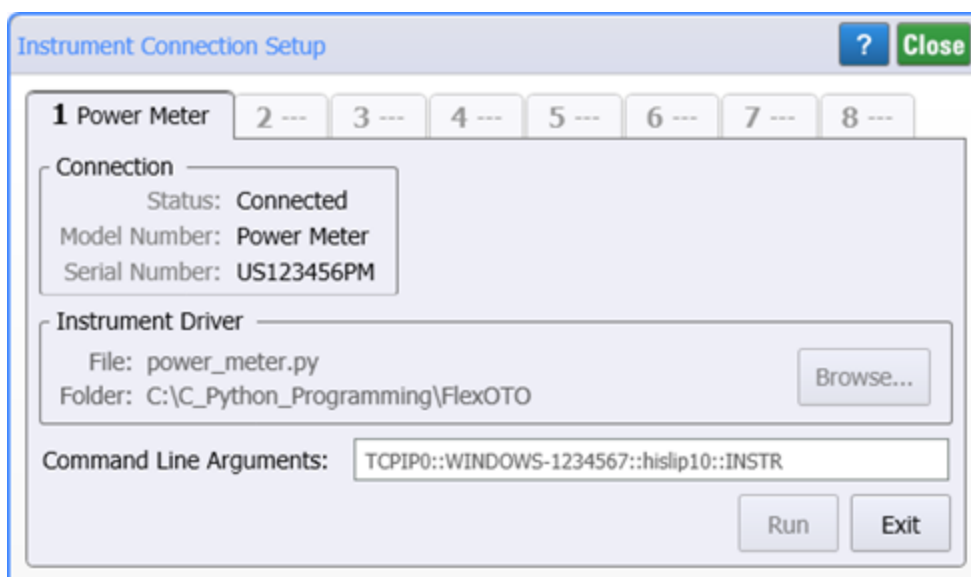 Instrument Connection Setup ? Close
1 Power Meter 2 --- 3 --- 4 --- 5 --- 6 --- 7 --- 8 ---
Connection
Status: Connected
Model Number: Power Meter
Serial Number: US123456PM
Instrument Driver
File: power_meter.py
Folder: C:\C_Python_Programming\FlexOTO
Browse...
Command Line Arguments: TCPIP0::WINDOWS-1234567::hislip10::INSTR
Run Exit